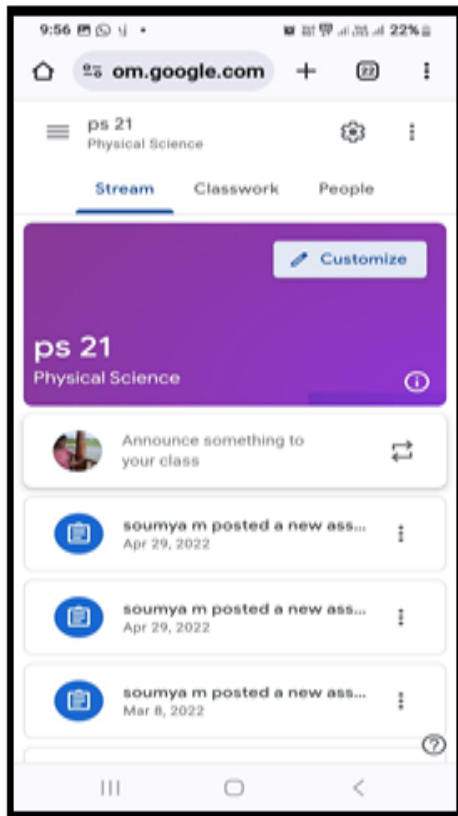 9:56
22%
om.google.com
22
ps 21
Physical Science
Stream Classwork People
Customize
ps 21
Physical Science
Announce something to
your class
soumya m posted a new ass...
Apr 29, 2022
soumya m posted a new ass...
Apr 29, 2022
soumya m posted a new ass...
Mar 8, 2022